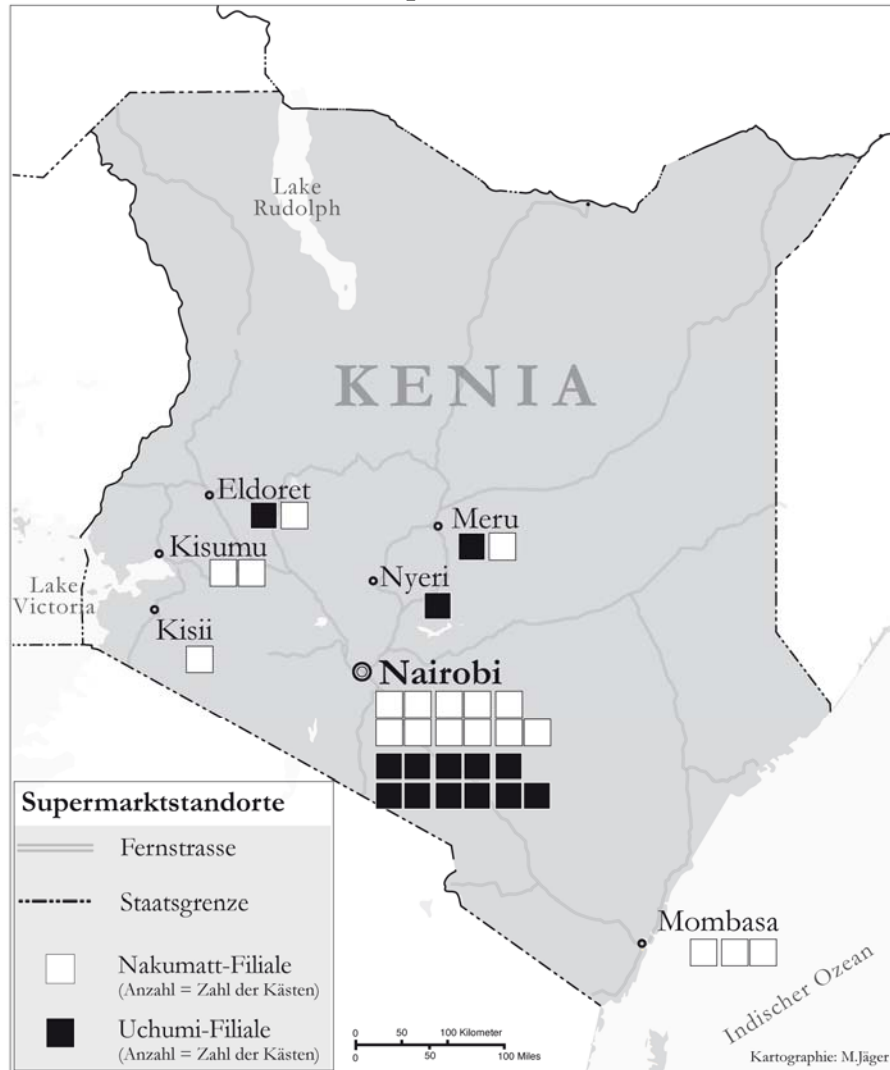 Lake
Rudolph
KENIA
Eldoret
Meru
Kisumu
Nyeri
Lake
Victoria
Kisii
Nairobi
Supermarktstandorte
Fernstrasse
Staatsgrenze
Nakumatt-Filiale
(Anzahl = Zahl der Kästen)
Uchumi-Filiale
(Anzahl = Zahl der Kästen)
Mombasa
Indischer Ozean
0 50 100 Kilometer
0 50 100 Miles
Kartographie: M.Jäger